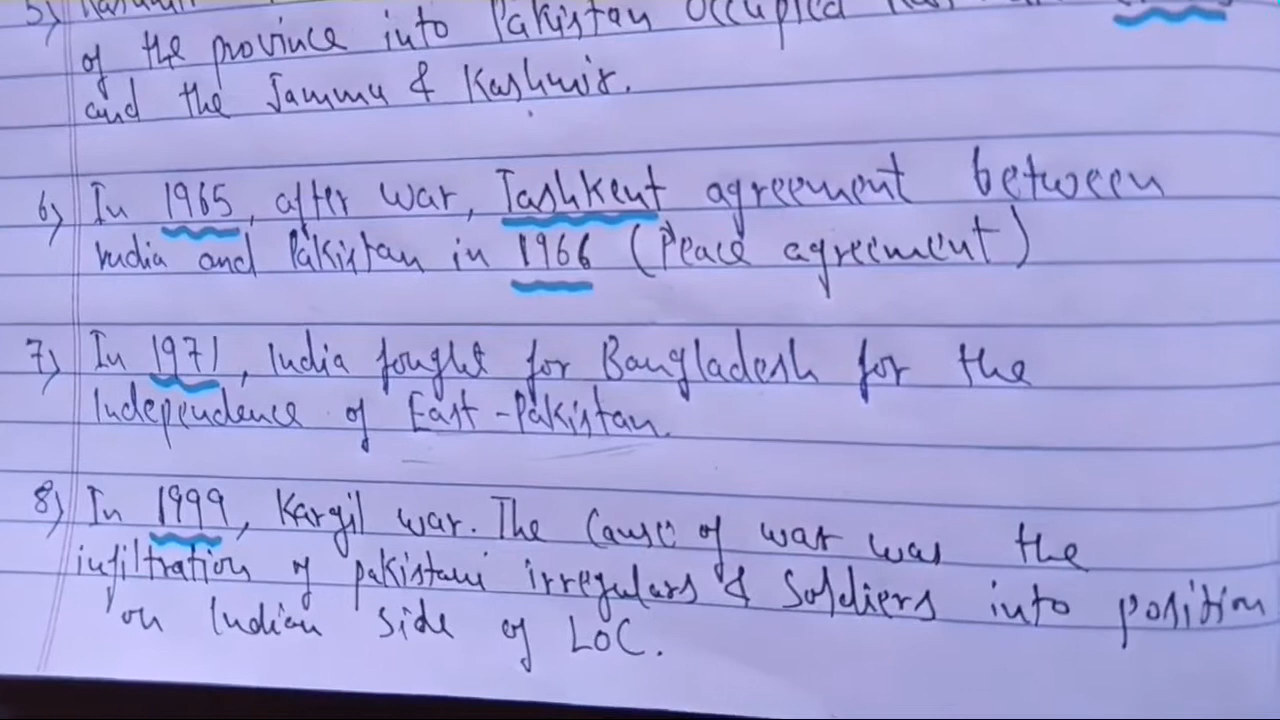 5)
of the province into Pakistan Occupied
and the Jammu & Kashmir.
6) In 1965, after war, Tashkent agreement between
India and Pakistan in 1966 (Peace agreement)
7) In 1971, India fought for Bangladesh for the
Independence of East-Pakistan.
8) In 1999, Kargil war. The Cause of war was the
infiltration of pakistani irregulars & Soldiers into position
on Indian side of LOC.